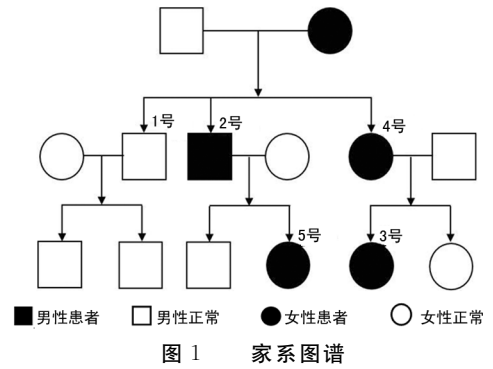 1号 2号 4号
5号 3号
男性患者 男性正常 女性患者 女性正常
图 1 家系图谱